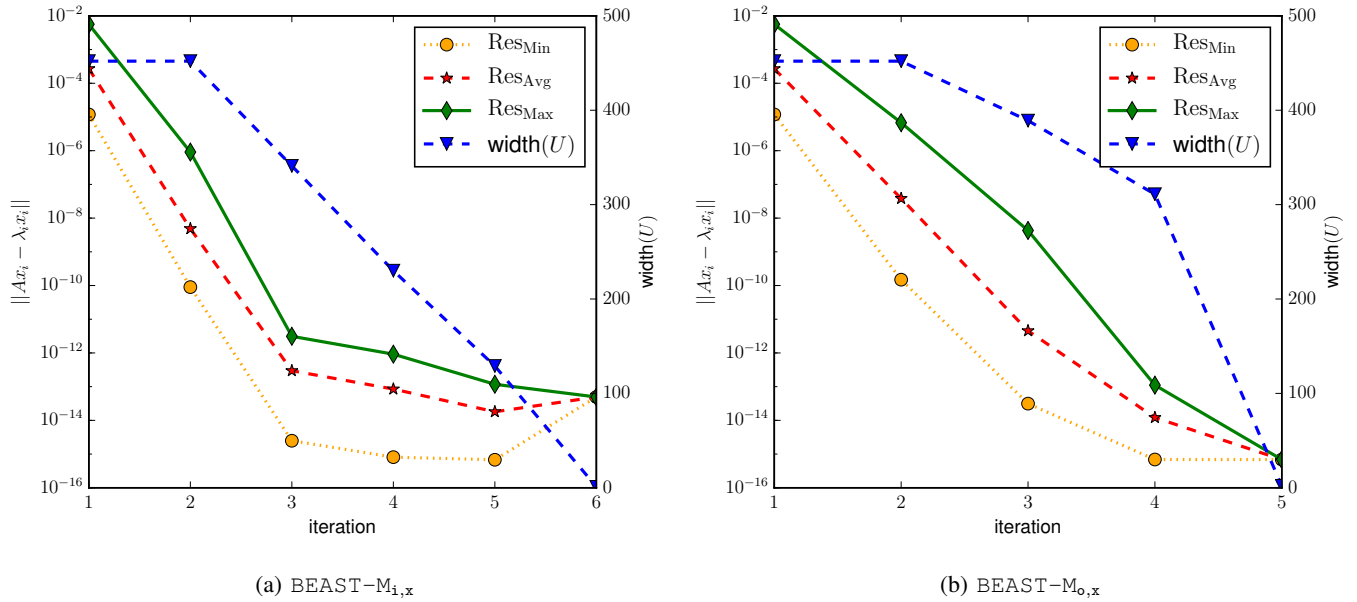 10⁻² 10⁻⁴ 10⁻⁶ 10⁻⁸ 10⁻¹⁰ 10⁻¹² 10⁻¹⁴ 10⁻¹⁶
||Ax_i − λ_i x_i||
Res_Min
Res_Avg
Res_Max
width(U)
500 400 300 200 100 0
width(U)
1 2 3 4 5 6
iteration
(a) BEAST-M_{i,x}
10⁻² 10⁻⁴ 10⁻⁶ 10⁻⁸ 10⁻¹⁰ 10⁻¹² 10⁻¹⁴ 10⁻¹⁶
||Ax_i − λ_i x_i||
Res_Min
Res_Avg
Res_Max
width(U)
500 400 300 200 100 0
width(U)
1 2 3 4 5
iteration
(b) BEAST-M_{o,x}